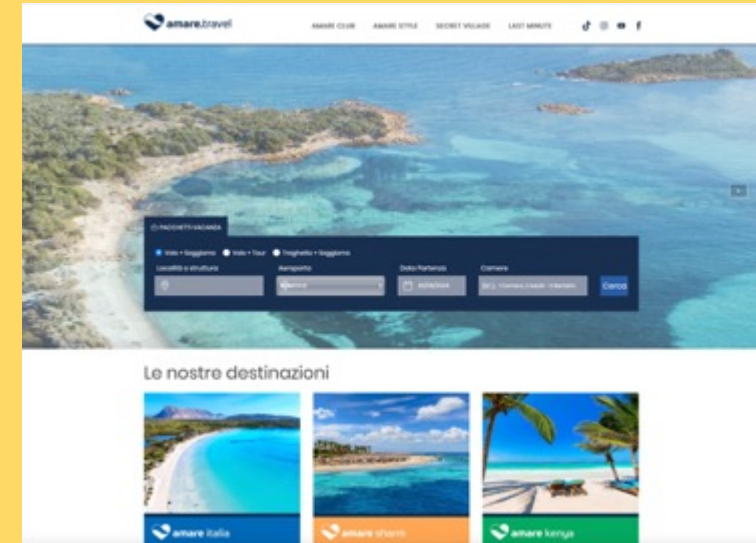 amare.travel
AMARE CLUB AMARE STYLE SECRET VILLAGE LAST MINUTE
PACCHETTI VACANZA
Volo + Soggiorno Volo + Tour Traghetto + Soggiorno
Località o struttura Aeroporto Data Partenza Camere
Cerca
Le nostre destinazioni
amare italia amare sharm amare kenya